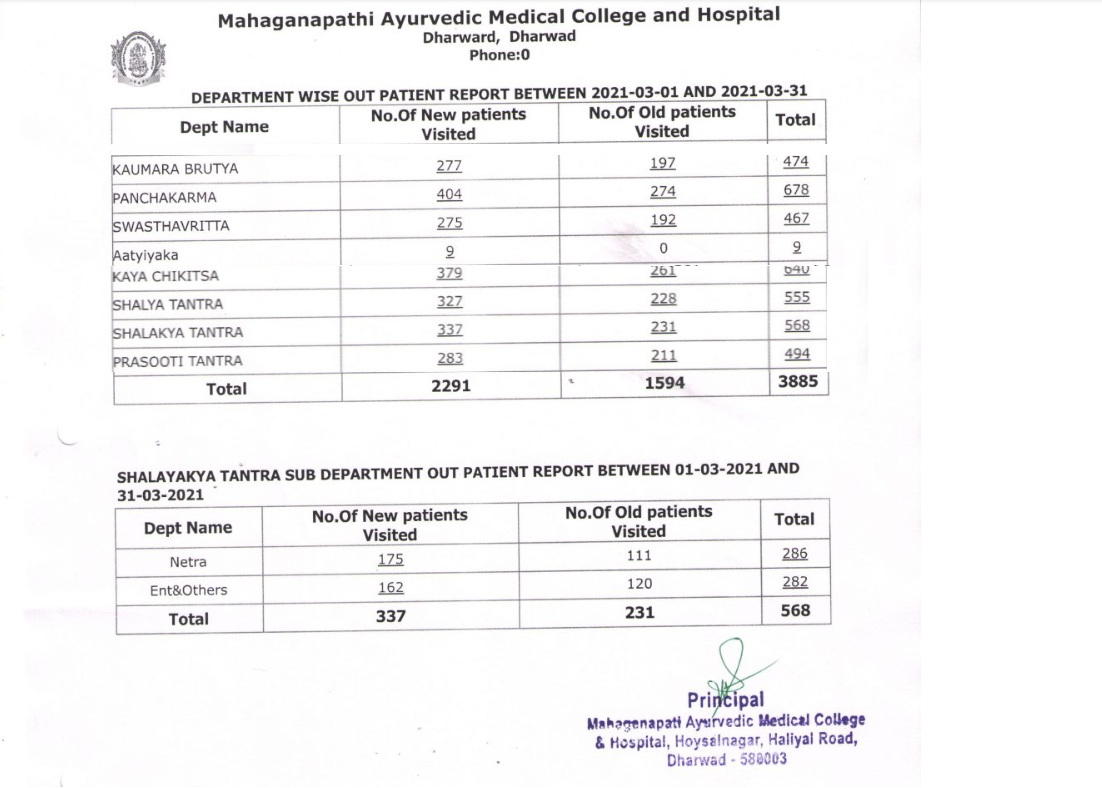 Mahaganapathi Ayurvedic Medical College and Hospital
Dharward, Dharwad
Phone:0
DEPARTMENT WISE OUT PATIENT REPORT BETWEEN 2021-03-01 AND 2021-03-31
Dept Name No.Of New patients Visited No.Of Old patients Visited Total
KAUMARA BRUTYA 277 197 474
PANCHAKARMA 404 274 678
SWASTHAVRITTA 275 192 467
Aatyiyaka 9 0 9
KAYA CHIKITSA 379 261 640
SHALYA TANTRA 327 228 555
SHALAKYA TANTRA 337 231 568
PRASOOTI TANTRA 283 211 494
Total 2291 1594 3885
SHALAYAKYA TANTRA SUB DEPARTMENT OUT PATIENT REPORT BETWEEN 01-03-2021 AND
31-03-2021
Dept Name No.Of New patients Visited No.Of Old patients Visited Total
Netra 175 111 286
Ent&Others 162 120 282
Total 337 231 568
Principal
Mahagenapati Ayurvedic Medical College
& Hospital, Hoysalnagar, Haliyal Road,
Dharwad - 580003